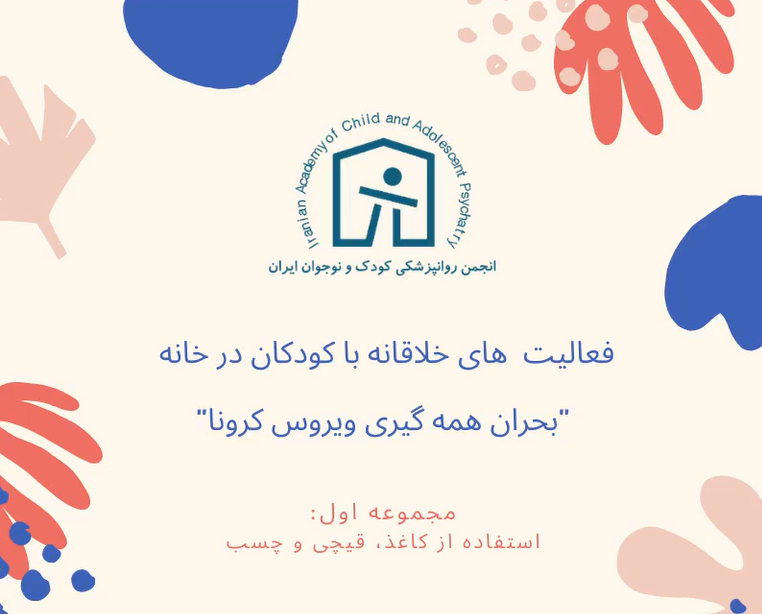 Iranian Academy of Child and Adolescent Psychatry
انجمن روانپزشکی کودک و نوجوان ایران
فعالیت های خلاقانه با کودکان در خانه
"بحران همه گیری ویروس کرونا"
مجموعه اول:
استفاده از کاغذ، قیچی و چسب